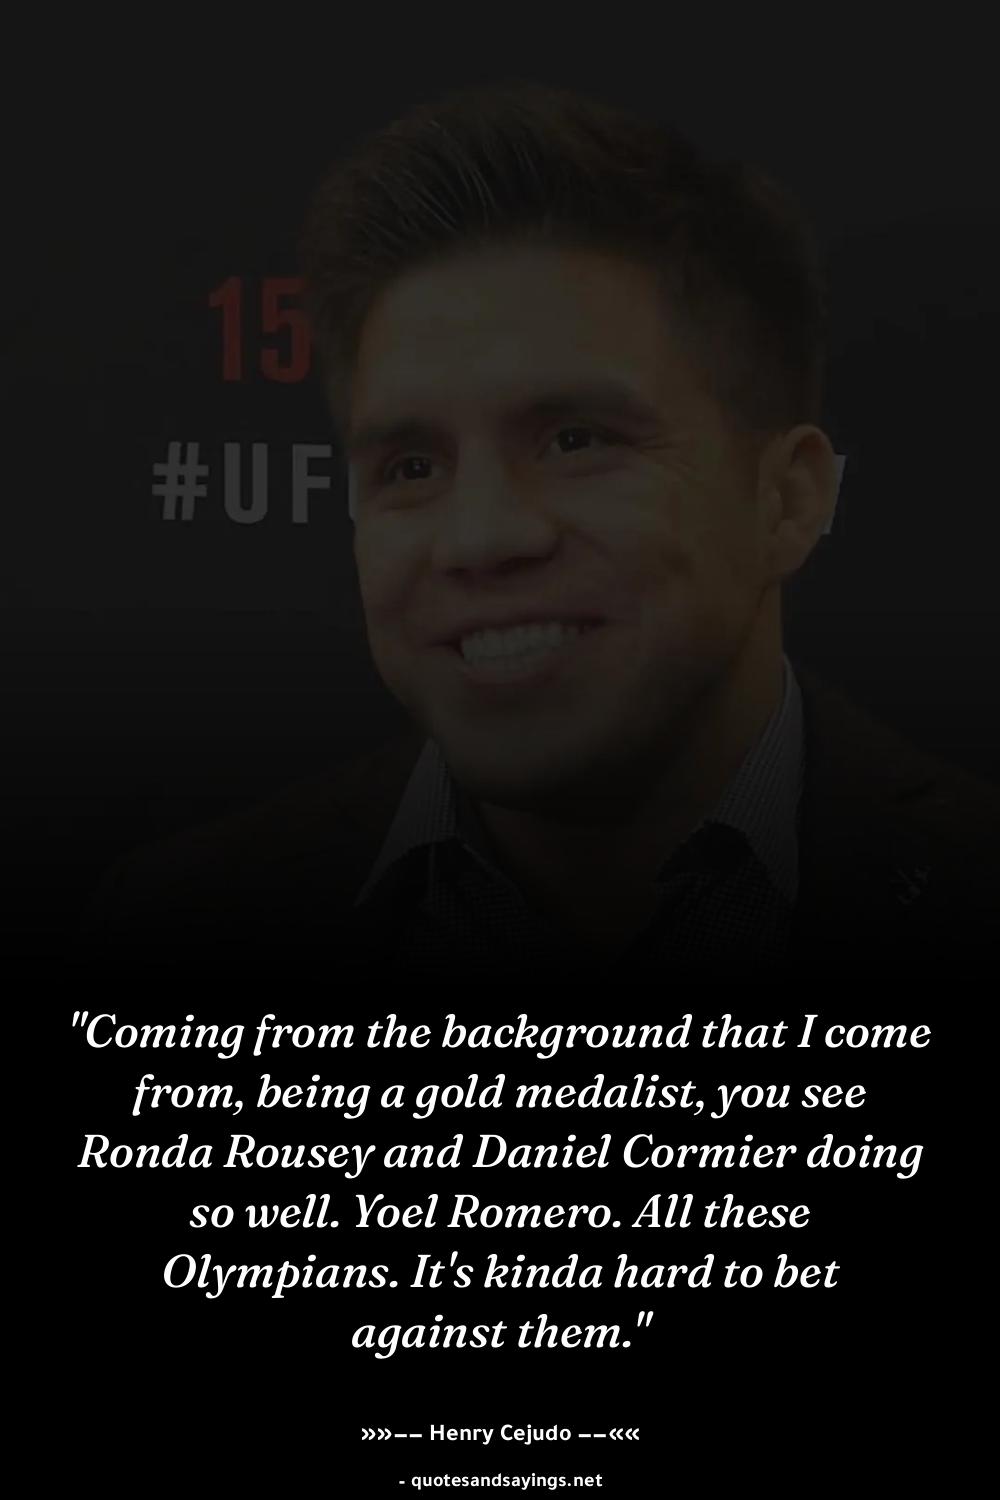 15
#UF
"Coming from the background that I come
from, being a gold medalist, you see
Ronda Rousey and Daniel Cormier doing
so well. Yoel Romero. All these
Olympians. It's kinda hard to bet
against them."
»»−− Henry Cejudo −−««
- quotesandsayings.net